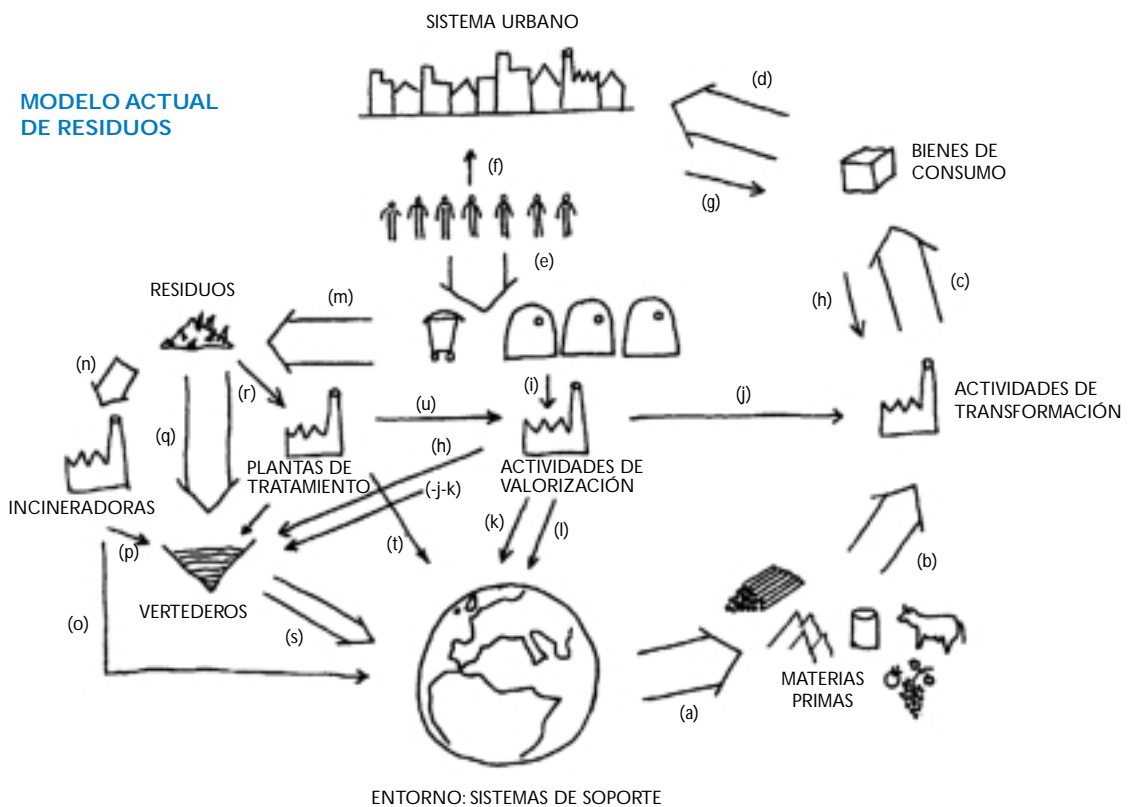 SISTEMA URBANO
MODELO ACTUAL
DE RESIDUOS
(d)
BIENES DE
CONSUMO
(f)
(g)
(e)
RESIDUOS
(m)
(h)
(c)
(n)
(r)
(i)
(j)
ACTIVIDADES DE
TRANSFORMACIÓN
(u)
(q)
(h)
PLANTAS DE
TRATAMIENTO
ACTIVIDADES DE
VALORIZACIÓN
(-j-k)
INCINERADORAS
(k)
(l)
(p)
(t)
(b)
VERTEDEROS
(o)
(s)
MATERIAS
PRIMAS
(a)
ENTORNO: SISTEMAS DE SOPORTE